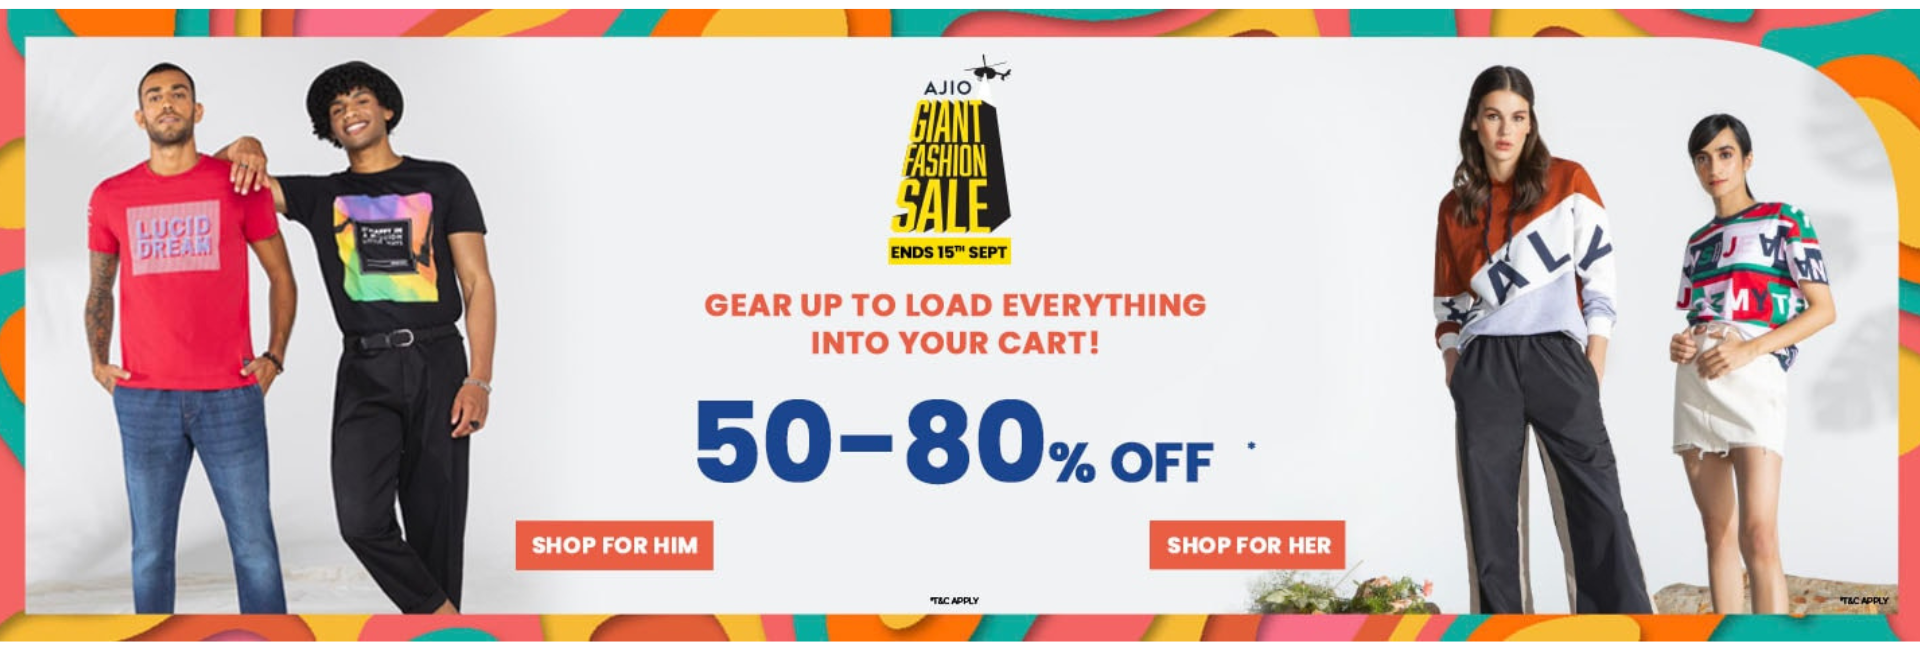 AJIO
GIANT
FASHION
SALE
ENDS 15TH SEPT
GEAR UP TO LOAD EVERYTHING
INTO YOUR CART!
50-80% OFF *
SHOP FOR HIM
SHOP FOR HER
*T&C APPLY
*T&C APPLY
LUCID
DREAM
ALY